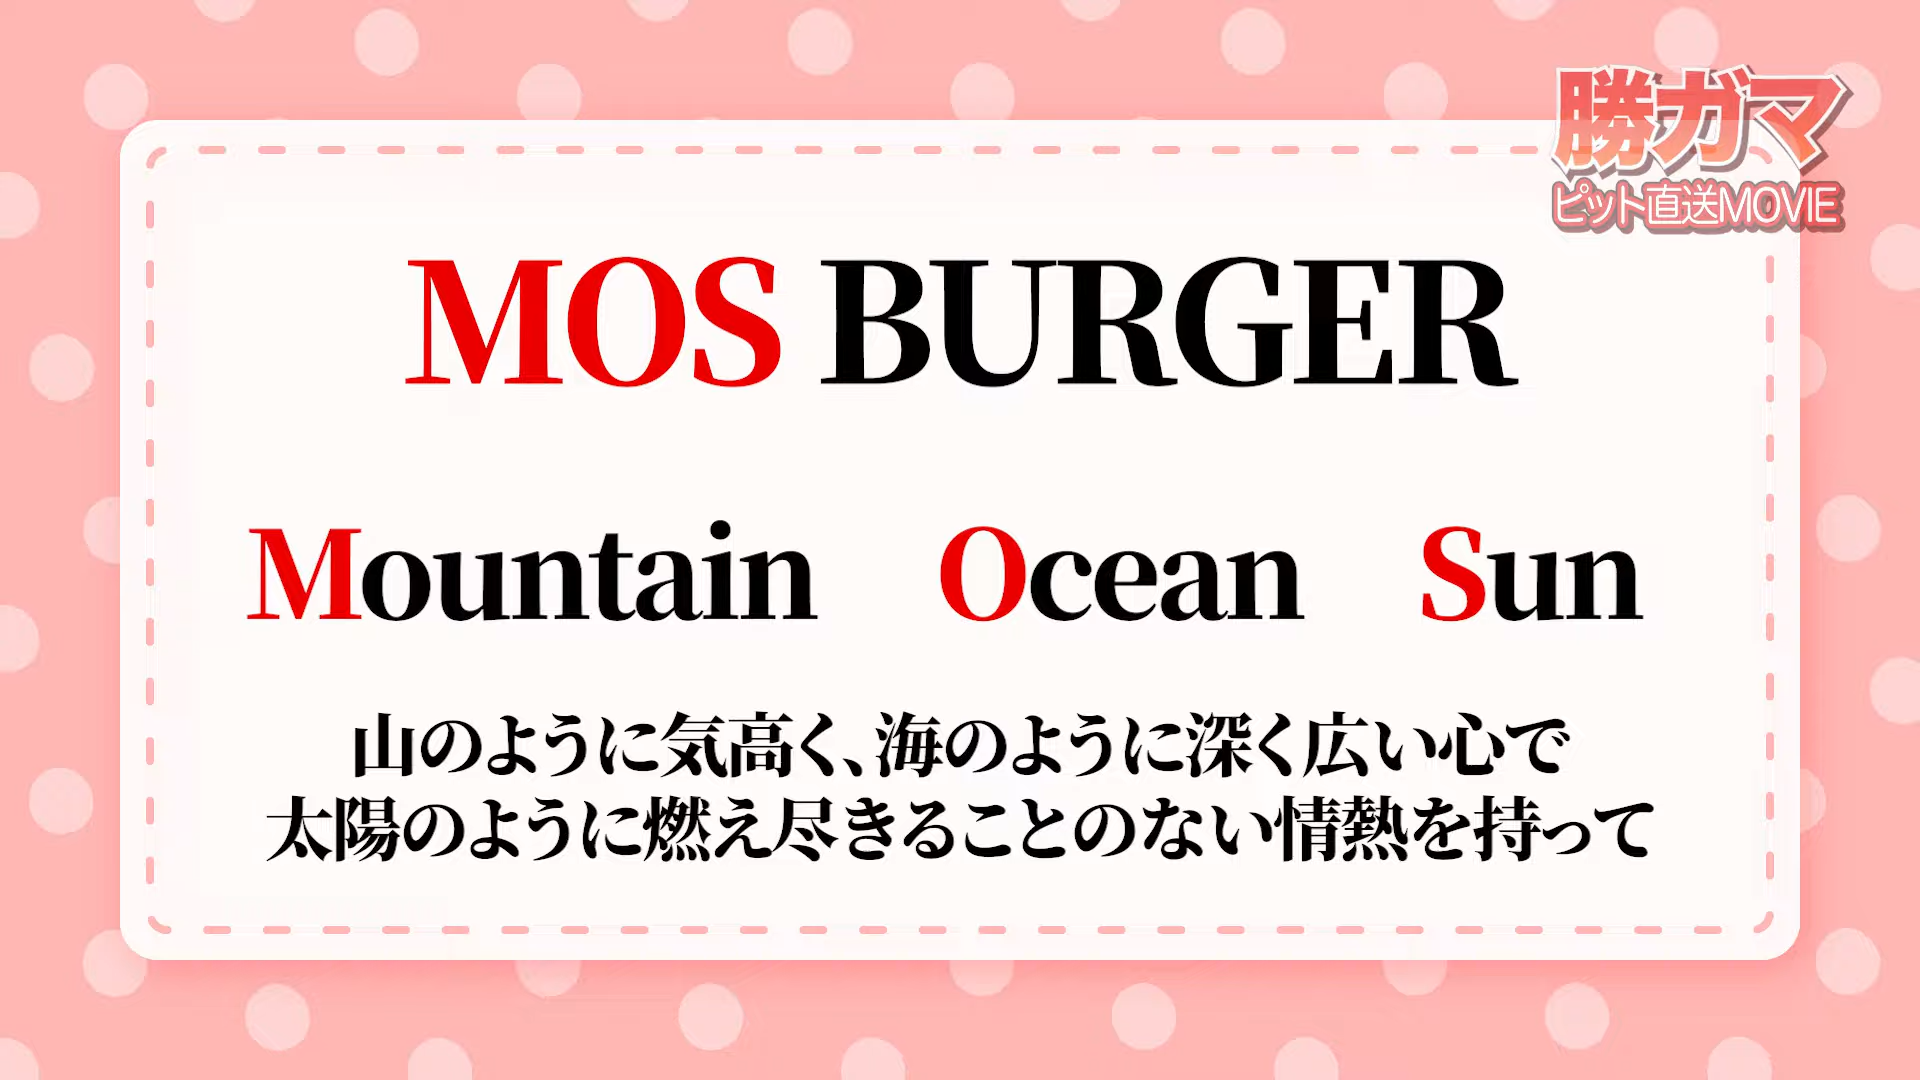 勝ガマ
ピット直送MOVIE
MOS BURGER
Mountain Ocean Sun
山のように気高く、海のように深く広い心で
太陽のように燃え尽きることのない情熱を持って